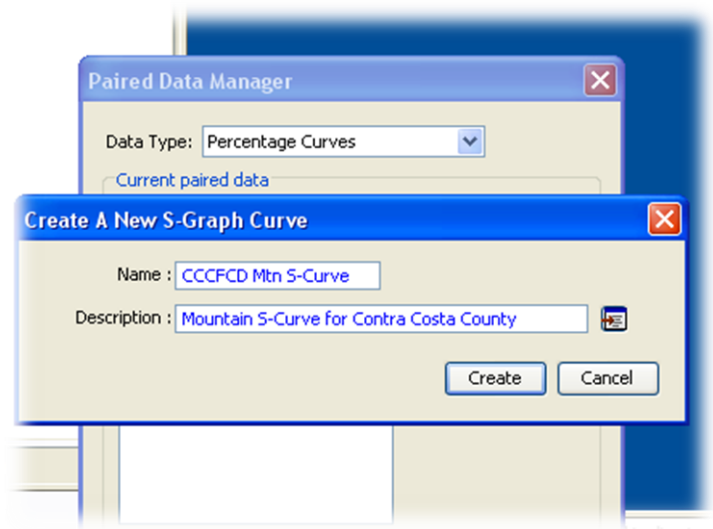 Paired Data Manager
Data Type: Percentage Curves
Current paired data
Create A New S-Graph Curve
Name : CCCFCD Mtn S-Curve
Description : Mountain S-Curve for Contra Costa County
Create Cancel